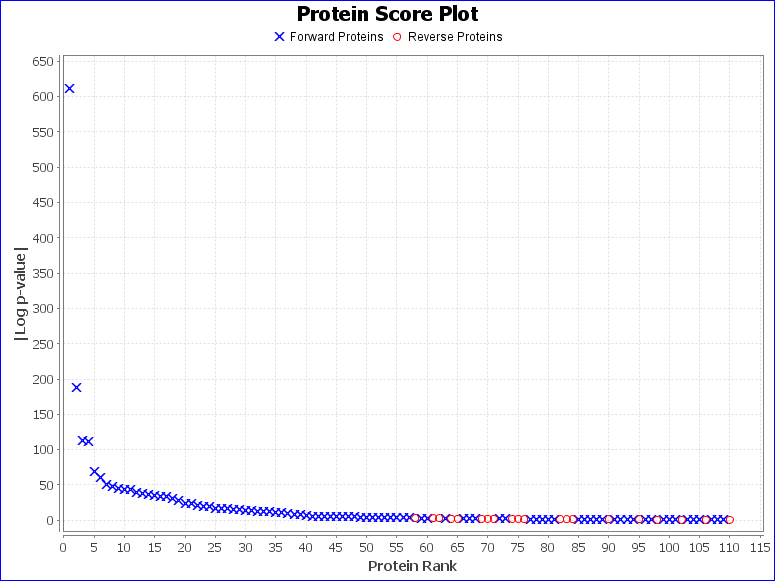 Protein Score Plot
Forward Proteins Reverse Proteins
650
600
550
500
450
400
350
300
250
200
150
100
50
0
|Log p-value|
0 5 10 15 20 25 30 35 40 45 50 55 60 65 70 75 80 85 90 95 100 105 110 115
Protein Rank